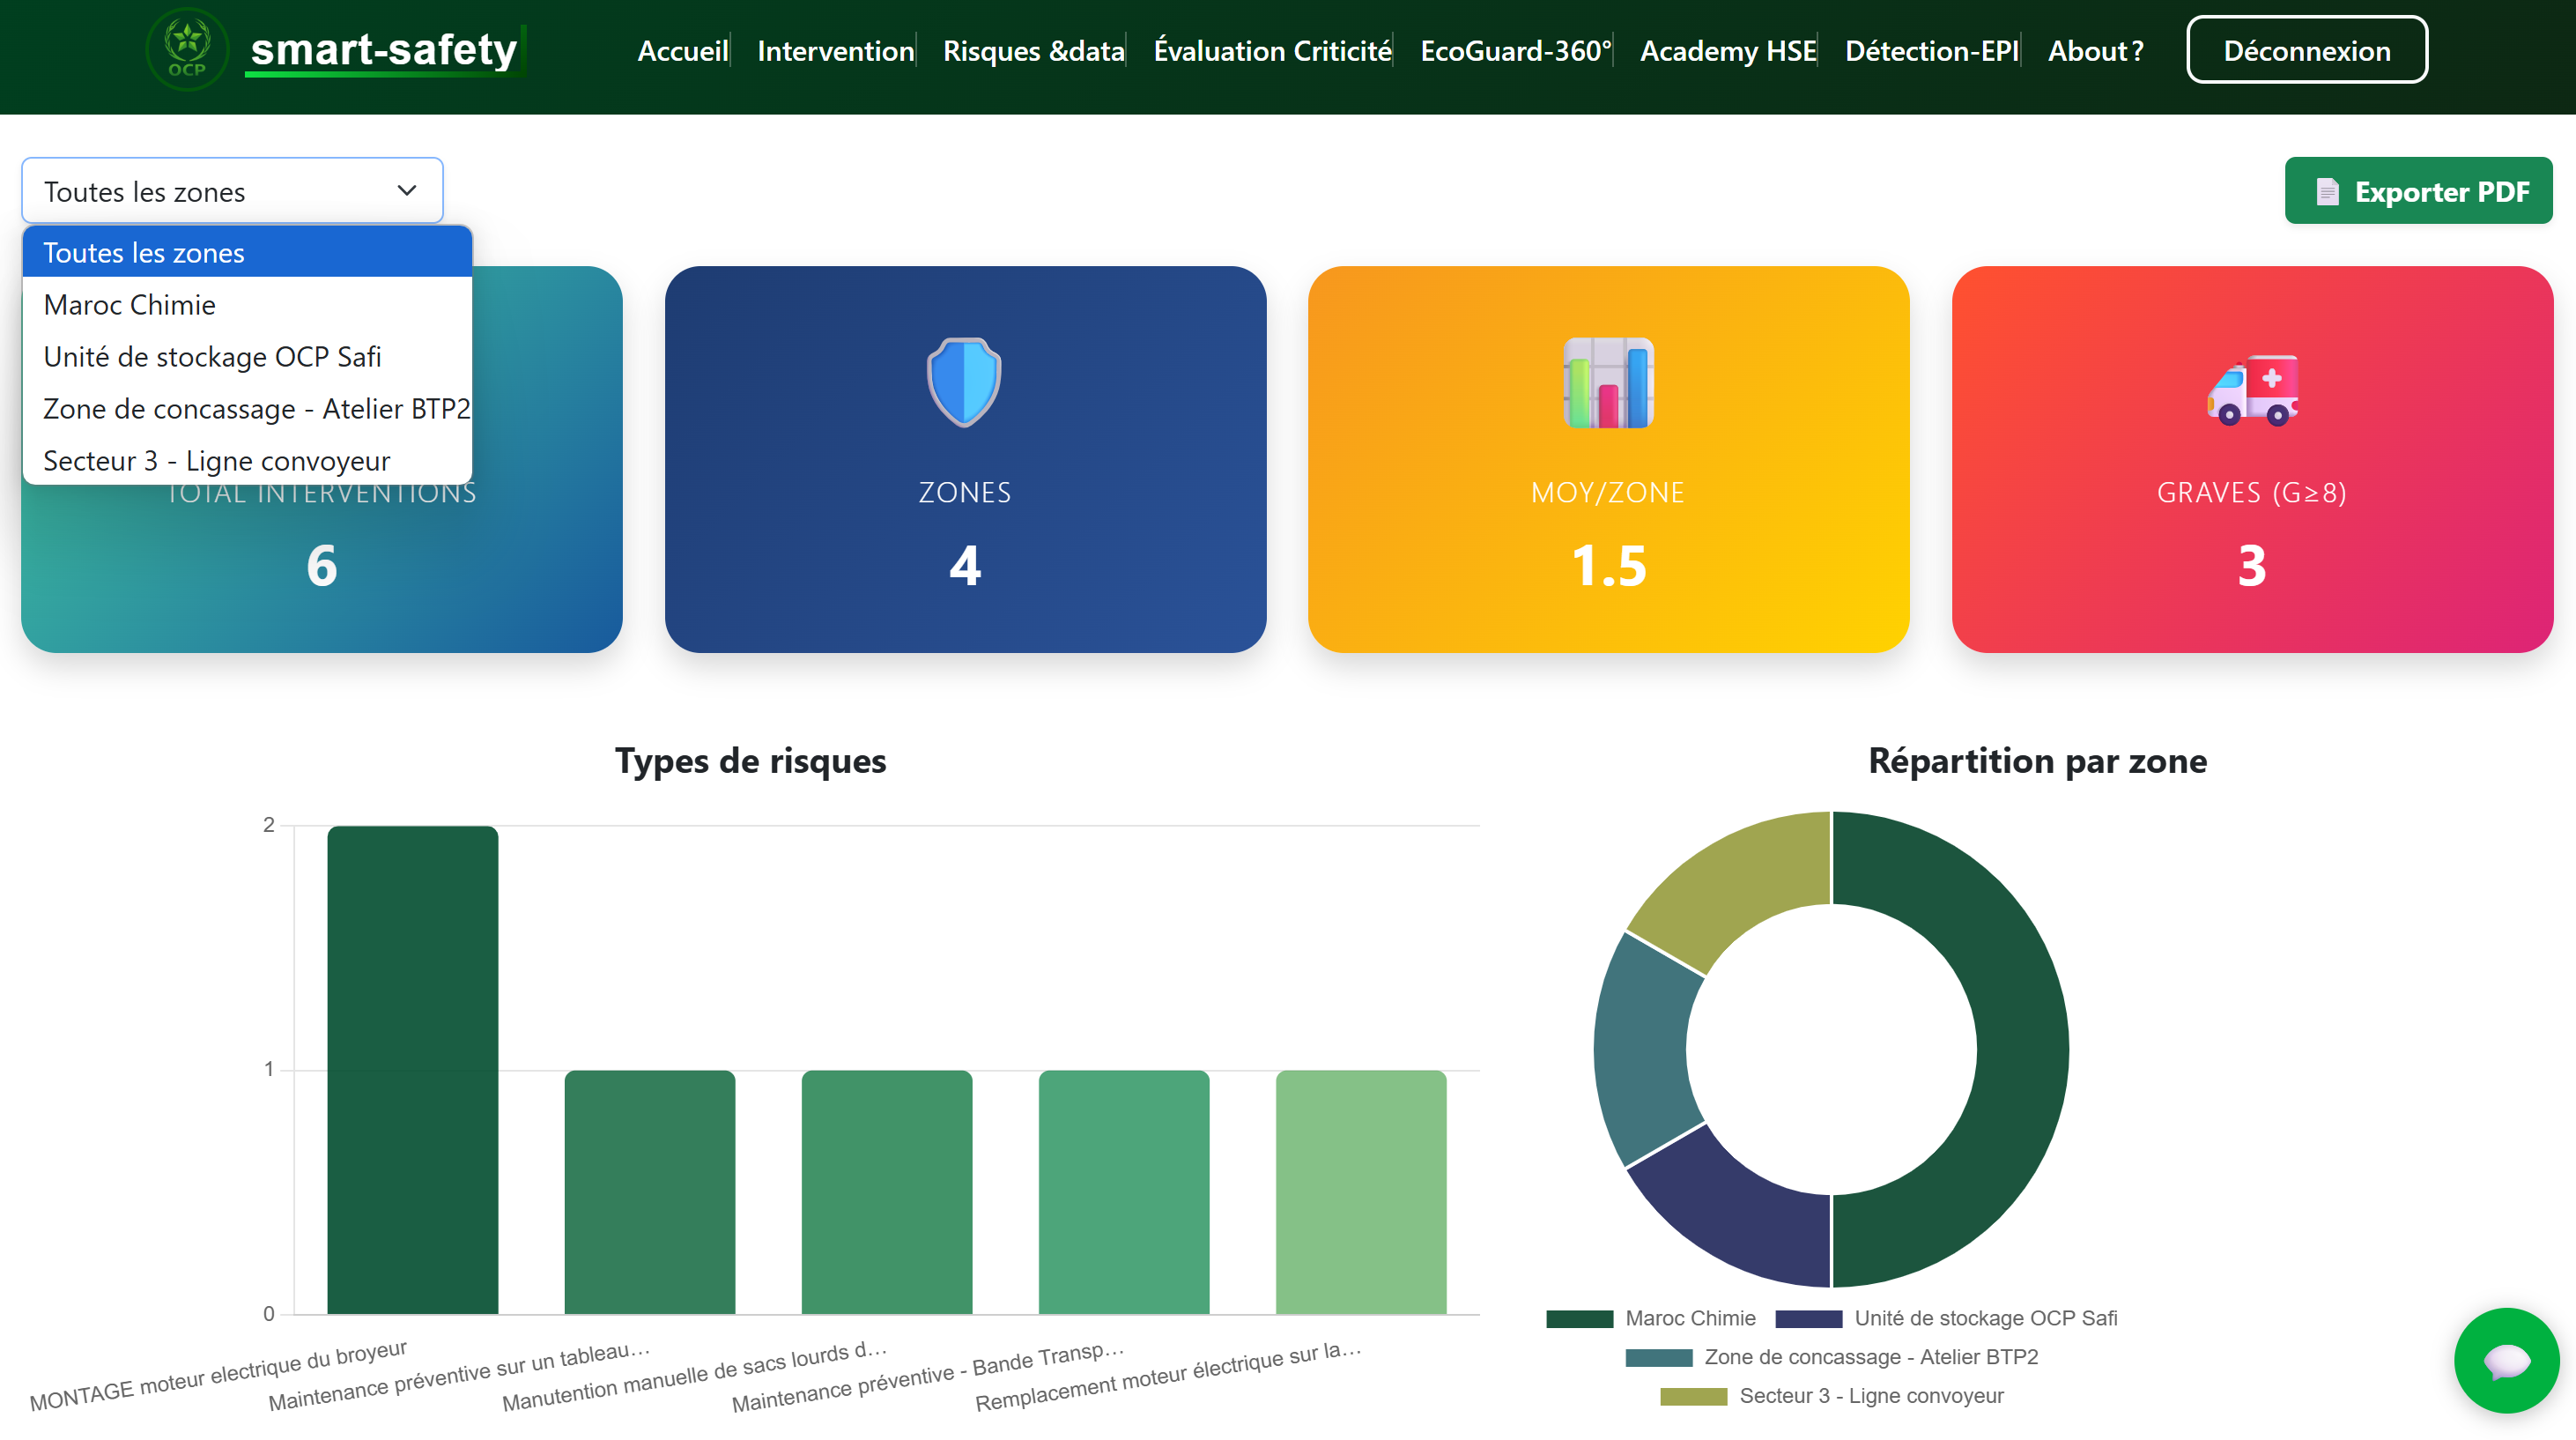 OCP
smart-safety
Accueil
Intervention
Risques &data
Évaluation Criticité
EcoGuard-360°
Academy HSE
Détection-EPI
About ?
Déconnexion
Toutes les zones
Exporter PDF
Toutes les zones
Maroc Chimie
Unité de stockage OCP Safi
Zone de concassage - Atelier BTP2
Secteur 3 - Ligne convoyeur
TOTAL INTERVENTIONS
6
ZONES
4
MOY/ZONE
1.5
GRAVES (G≥8)
3
Types de risques
2
1
0
MONTAGE moteur electrique du broyeur
Maintenance préventive sur un tableau…
Manutention manuelle de sacs lourds d…
Maintenance préventive - Bande Transp…
Remplacement moteur électrique sur la…
Répartition par zone
Maroc Chimie
Unité de stockage OCP Safi
Zone de concassage - Atelier BTP2
Secteur 3 - Ligne convoyeur